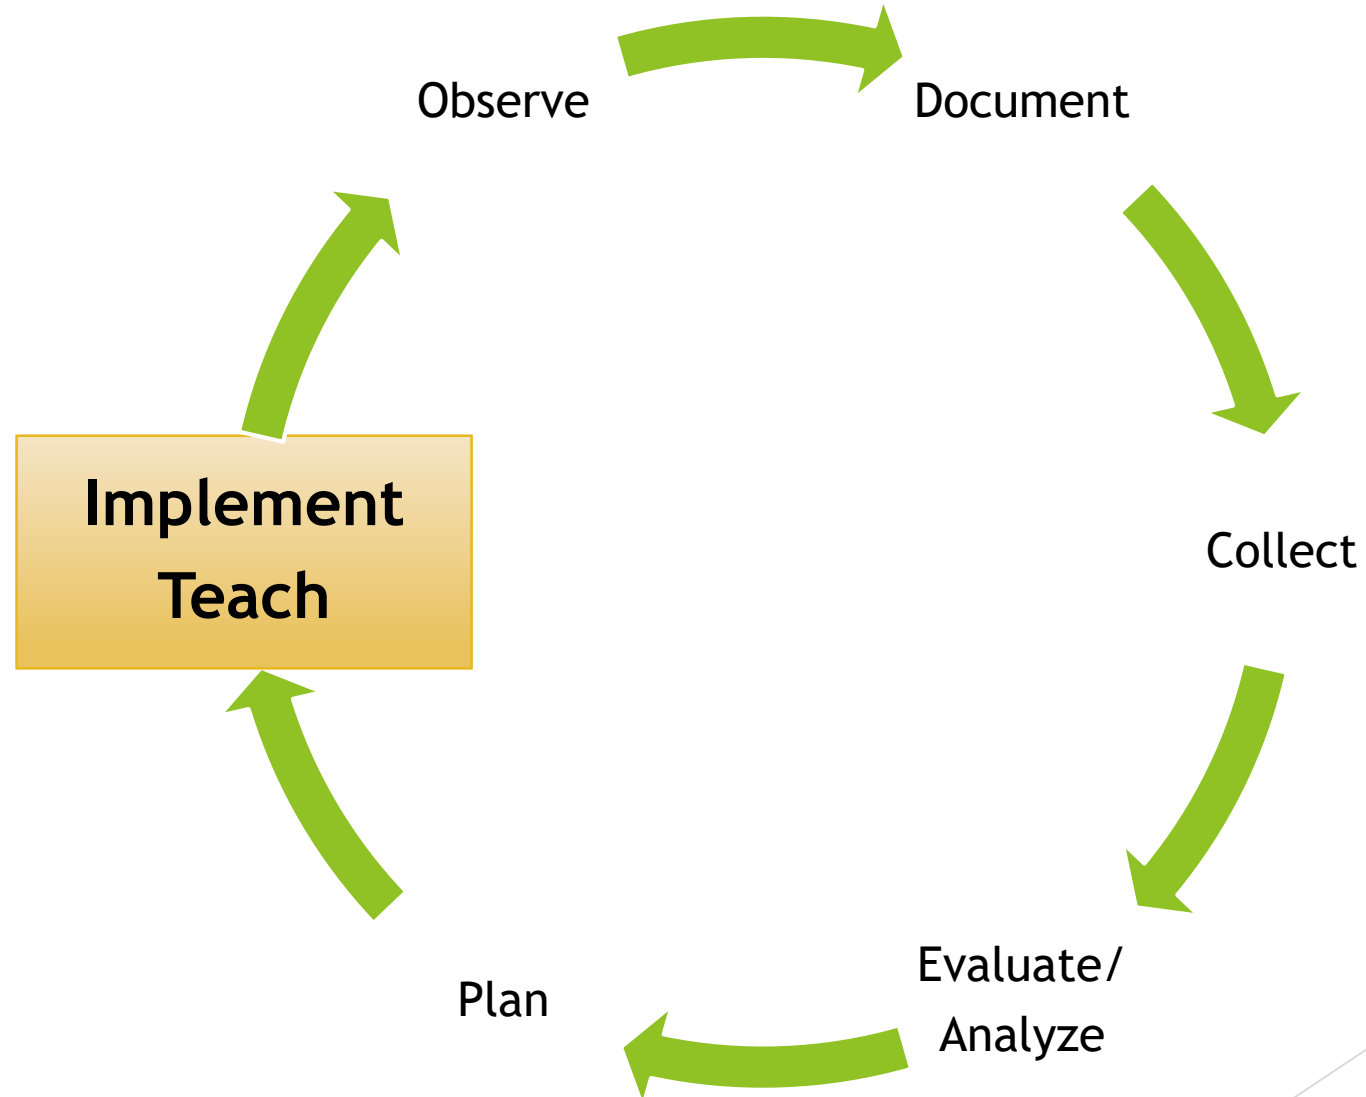 Observe
Document
Collect
Evaluate/
Analyze
Plan
Implement
Teach